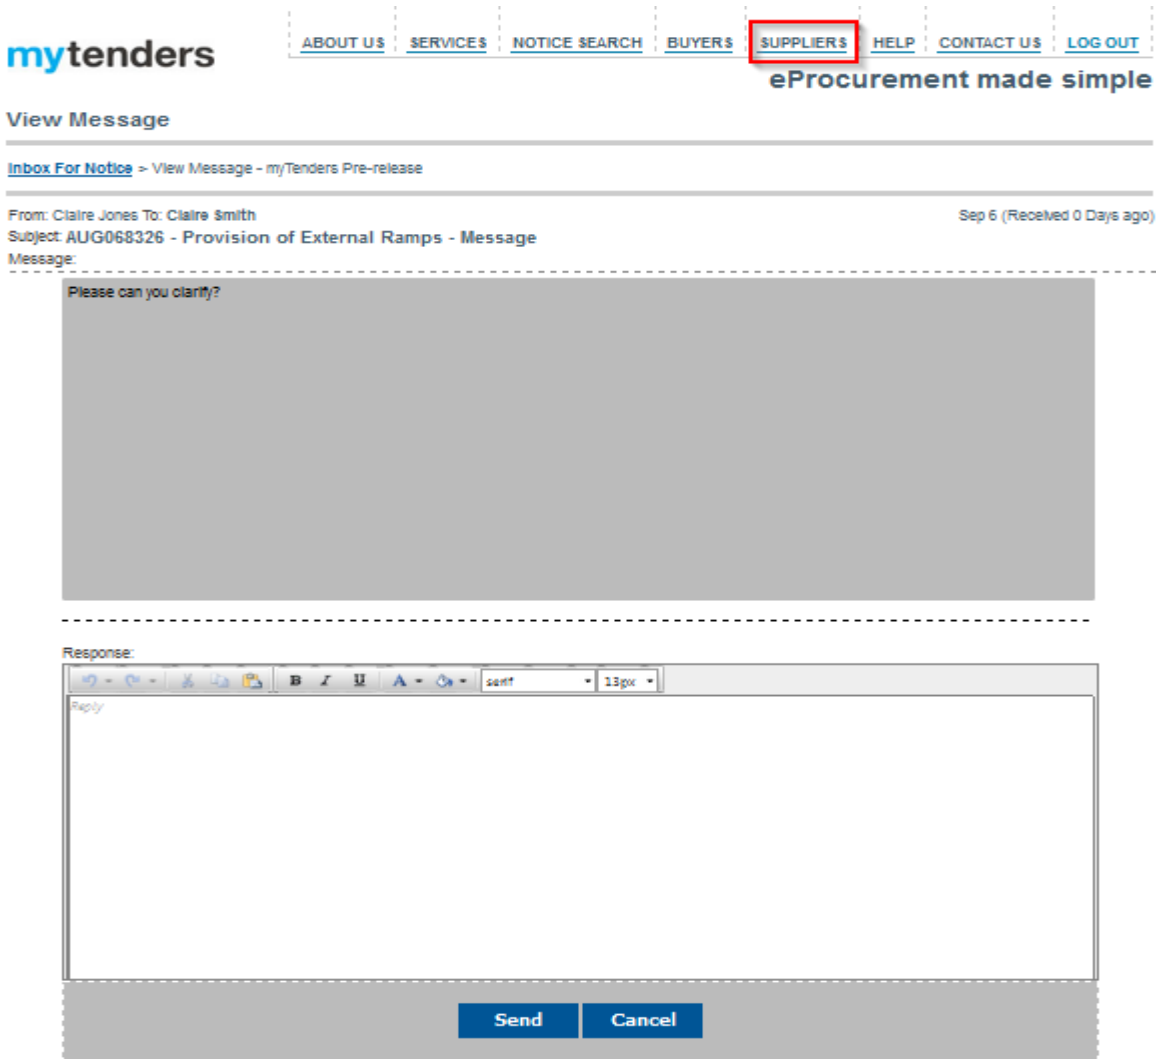 mytenders
ABOUT US SERVICES NOTICE SEARCH BUYERS SUPPLIERS HELP CONTACT US LOG OUT
eProcurement made simple
View Message
Inbox For Notice > View Message - myTenders Pre-release
From: Claire Jones To: Claire Smith Sep 6 (Received 0 Days ago)
Subject: AUG068326 - Provision of External Ramps - Message
Message:
Please can you clarify?
Response:
B I U A serif 13px
Reply
Send Cancel